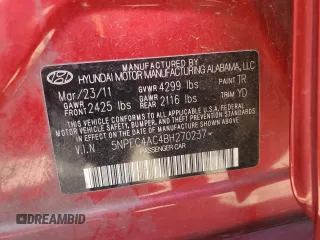 MANUFACTURED BY
HYUNDAI MOTOR MANUFACTURING ALABAMA, LLC
Mar/23/11 GVWR 4299 lbs PAINT TR
GAWR FRONT 2425 lbs GAWR REAR 2116 lbs TRIM YD
THIS VEHICLE CONFORMS TO ALL APPLICABLE
FEDERAL MOTOR VEHICLE SAFETY, BUMPER,
AND THEFT PREVENTION STANDARDS IN EFFECT
ON THE DATE OF MANUFACTURE SHOWN ABOVE.
V.I.N 5NPEC4AC4BH270237
PASSENGER CAR
DREAMBID